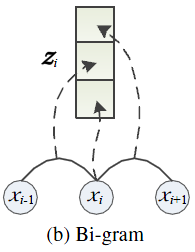 z_i
x_{i-1} x_i x_{i+1}
(b) Bi-gram